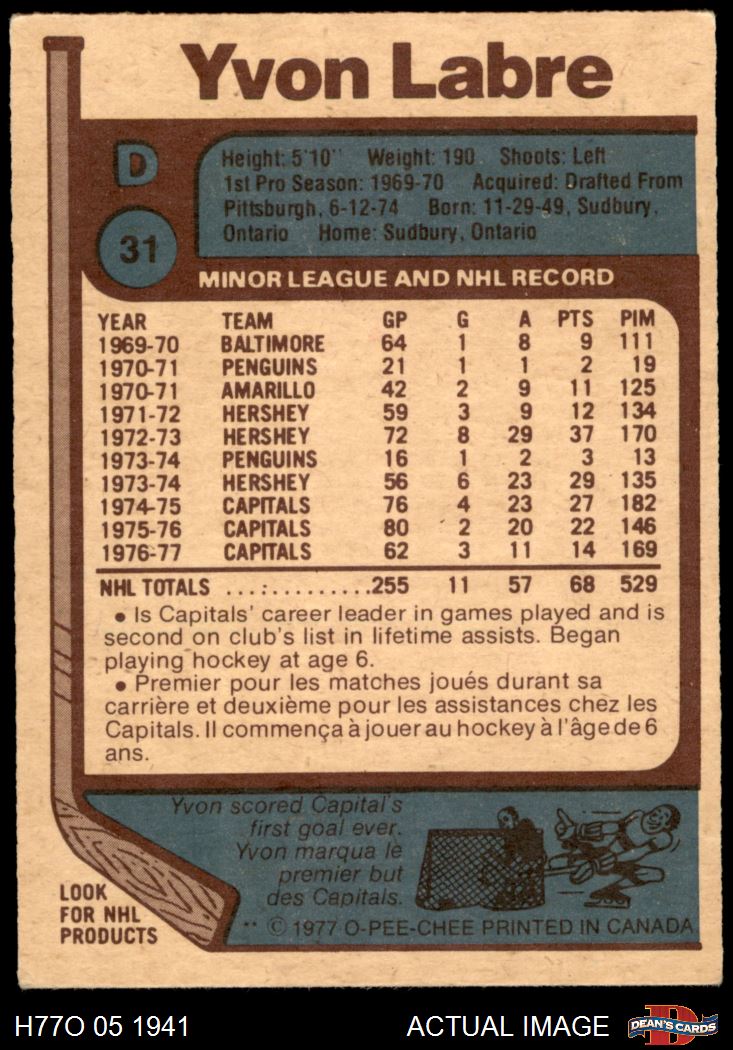 Yvon Labre
D
31
Height: 5'10" Weight: 190 Shoots: Left
1st Pro Season: 1969-70 Acquired: Drafted From
Pittsburgh, 6-12-74 Born: 11-29-49, Sudbury,
Ontario Home: Sudbury, Ontario
MINOR LEAGUE AND NHL RECORD
YEAR TEAM GP G A PTS PIM
1969-70 BALTIMORE 64 1 8 9 111
1970-71 PENGUINS 21 1 1 2 19
1970-71 AMARILLO 42 2 9 11 125
1971-72 HERSHEY 59 3 9 12 134
1972-73 HERSHEY 72 8 29 37 170
1973-74 PENGUINS 16 1 2 3 13
1973-74 HERSHEY 56 6 23 29 135
1974-75 CAPITALS 76 4 23 27 182
1975-76 CAPITALS 80 2 20 22 146
1976-77 CAPITALS 62 3 11 14 169
NHL TOTALS ..............255 11 57 68 529
• Is Capitals' career leader in games played and is
second on club's list in lifetime assists. Began
playing hockey at age 6.
• Premier pour les matches joués durant sa
carrière et deuxième pour les assistances chez les
Capitals. Il commença à jouer au hockey à l'âge de 6
ans.
Yvon scored Capital's
first goal ever.
Yvon marqua le
premier but
des Capitals.
LOOK
FOR NHL
PRODUCTS
** © 1977 O-PEE-CHEE PRINTED IN CANADA
H77O 05 1941 ACTUAL IMAGE DEAN'S CARDS